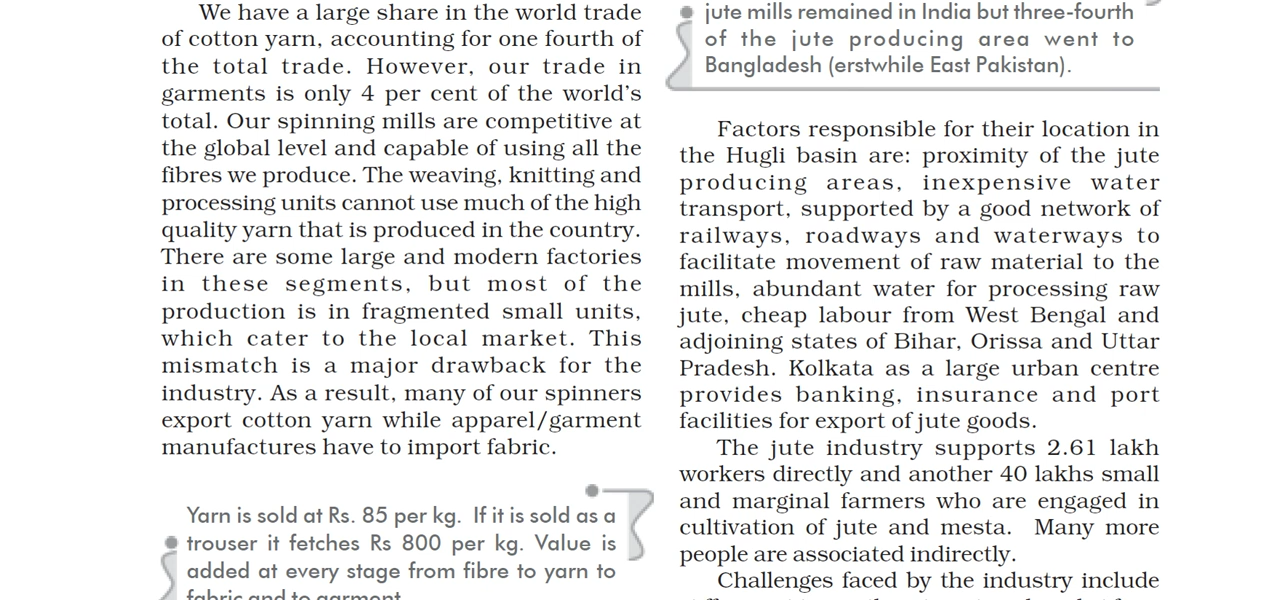 We have a large share in the world trade
of cotton yarn, accounting for one fourth of
the total trade. However, our trade in
garments is only 4 per cent of the world's
total. Our spinning mills are competitive at
the global level and capable of using all the
fibres we produce. The weaving, knitting and
processing units cannot use much of the high
quality yarn that is produced in the country.
There are some large and modern factories
in these segments, but most of the
production is in fragmented small units,
which cater to the local market. This
mismatch is a major drawback for the
industry. As a result, many of our spinners
export cotton yarn while apparel/garment
manufactures have to import fabric.
Yarn is sold at Rs. 85 per kg. If it is sold as a
trouser it fetches Rs 800 per kg. Value is
added at every stage from fibre to yarn to
fabric and to garment.
jute mills remained in India but three-fourth
of the jute producing area went to
Bangladesh (erstwhile East Pakistan).
Factors responsible for their location in
the Hugli basin are: proximity of the jute
producing areas, inexpensive water
transport, supported by a good network of
railways, roadways and waterways to
facilitate movement of raw material to the
mills, abundant water for processing raw
jute, cheap labour from West Bengal and
adjoining states of Bihar, Orissa and Uttar
Pradesh. Kolkata as a large urban centre
provides banking, insurance and port
facilities for export of jute goods.
The jute industry supports 2.61 lakh
workers directly and another 40 lakhs small
and marginal farmers who are engaged in
cultivation of jute and mesta. Many more
people are associated indirectly.
Challenges faced by the industry include